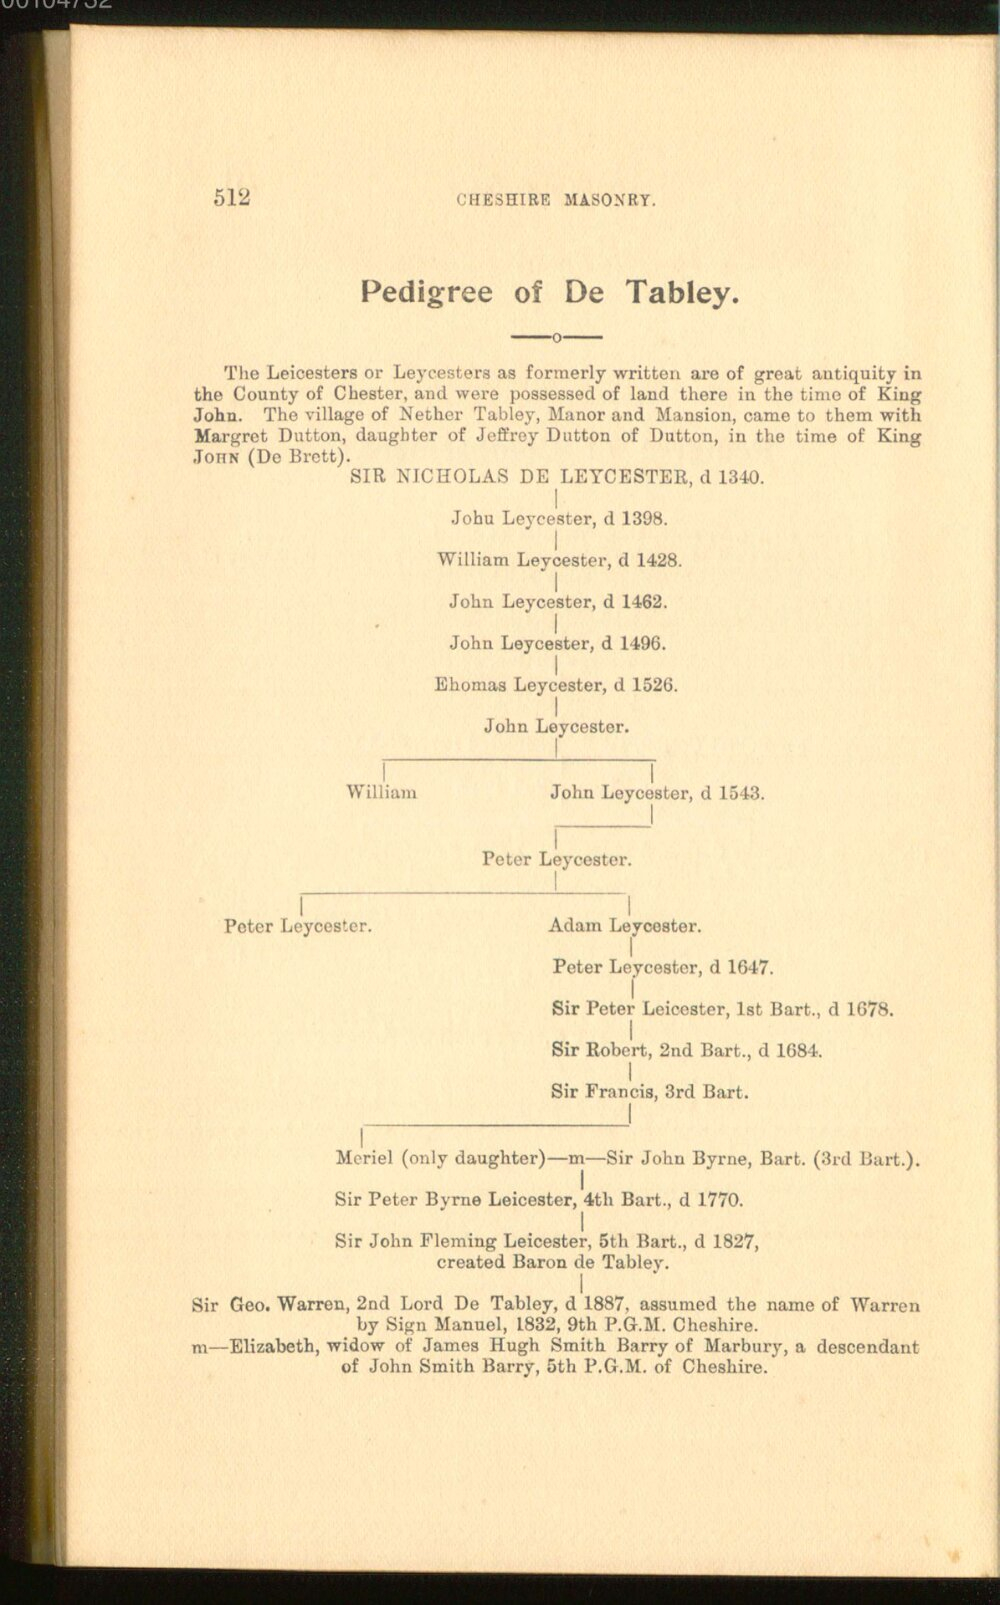 00104732
512 CHESHIRE MASONRY.
Pedigree of De Tabley.
The Leicesters or Leycesters as formerly written are of great antiquity in
the County of Chester, and were possessed of land there in the time of King
John. The village of Nether Tabley, Manor and Mansion, came to them with
Margret Dutton, daughter of Jeffrey Dutton of Dutton, in the time of King
JOHN (De Brett).
SIR NICHOLAS DE LEYCESTER, d 1340.
John Leycester, d 1398.
William Leycester, d 1428.
John Leycester, d 1462.
John Leycester, d 1496.
Ehomas Leycester, d 1526.
John Leycester.
William John Leycester, d 1543.
Peter Leycester.
Peter Leycester. Adam Leycester.
Peter Leycester, d 1647.
Sir Peter Leicester, 1st Bart., d 1678.
Sir Robert, 2nd Bart., d 1684.
Sir Francis, 3rd Bart.
Meriel (only daughter)—m—Sir John Byrne, Bart. (3rd Bart.).
Sir Peter Byrne Leicester, 4th Bart., d 1770.
Sir John Fleming Leicester, 5th Bart., d 1827,
created Baron de Tabley.
Sir Geo. Warren, 2nd Lord De Tabley, d 1887, assumed the name of Warren
by Sign Manuel, 1832, 9th P.G.M. Cheshire.
m—Elizabeth, widow of James Hugh Smith Barry of Marbury, a descendant
of John Smith Barry, 5th P.G.M. of Cheshire.